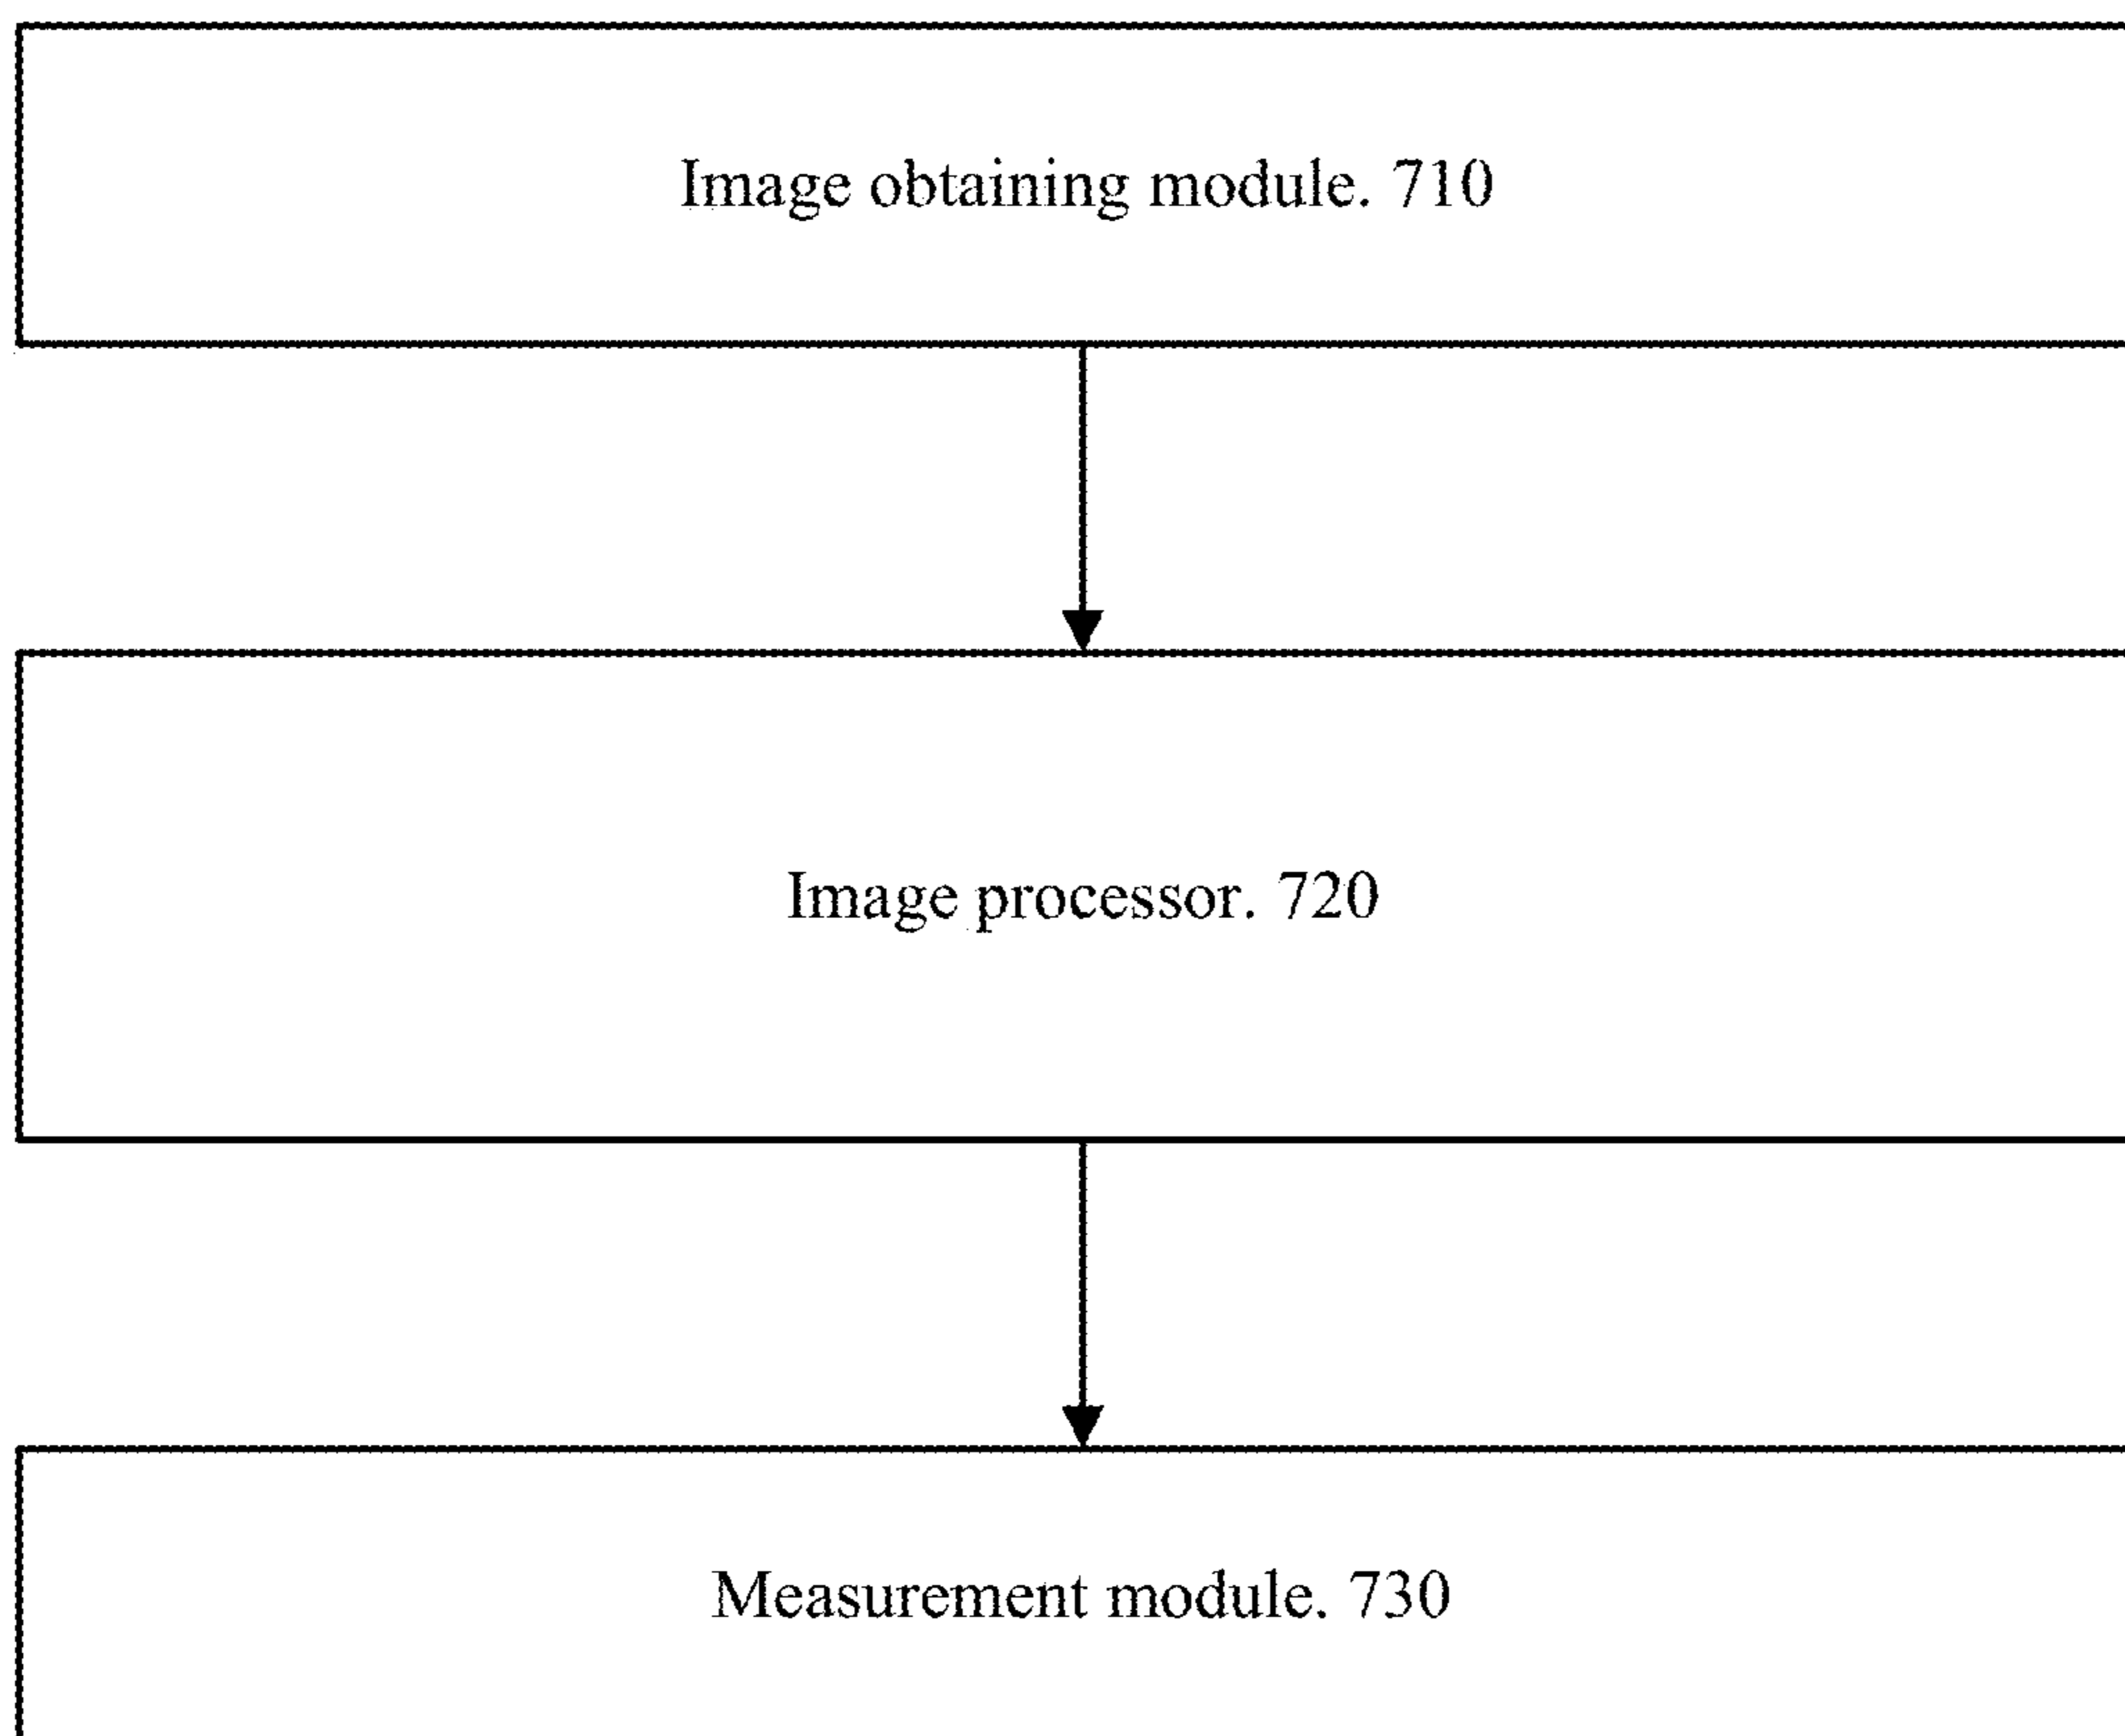 Image obtaining module. 710
Image processor. 720
Measurement module. 730